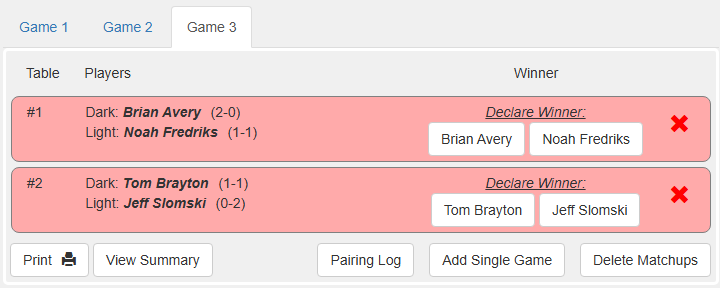 Game 1 Game 2 Game 3
Table Players Winner
#1 Dark: Brian Avery (2-0) Declare Winner:
Light: Noah Fredriks (1-1) Brian Avery Noah Fredriks
#2 Dark: Tom Brayton (1-1) Declare Winner:
Light: Jeff Slomski (0-2) Tom Brayton Jeff Slomski
Print View Summary Pairing Log Add Single Game Delete Matchups